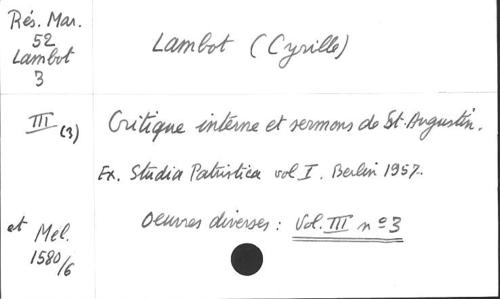 Rés. Mar.
52
Lambot
3
Lambot (Cyrille)
III (3)
Critique interne et sermons de St. Augustin.
Ex. Studia Patristica vol I. Berlin 1957.
Oeuvres diverses : Vol. III nº 3
et Mel.
1580/6